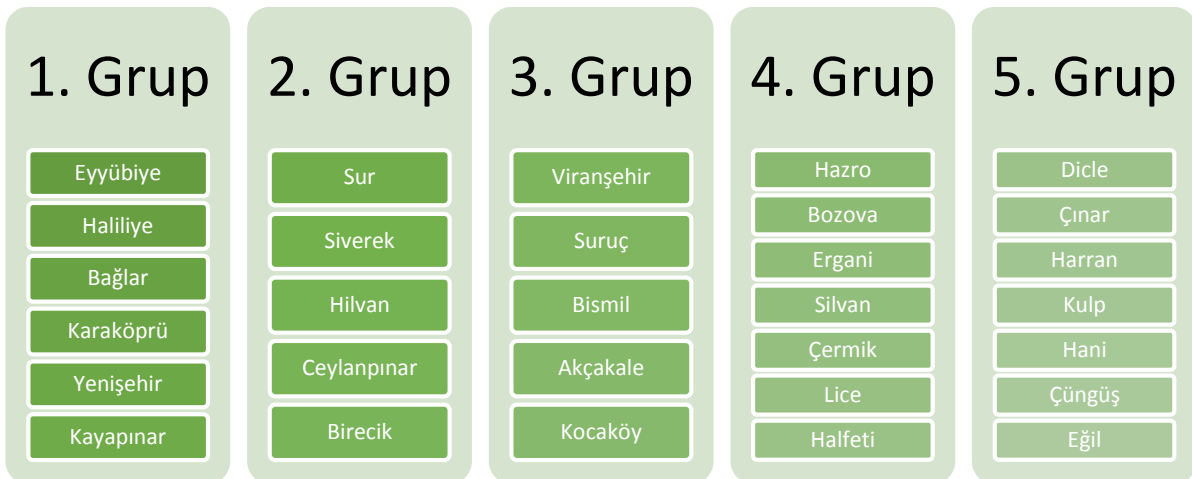 1. Grup
Eyyübiye
Haliliye
Bağlar
Karaköprü
Yenişehir
Kayapınar
2. Grup
Sur
Siverek
Hilvan
Ceylanpınar
Birecik
3. Grup
Viranşehir
Suruç
Bismil
Akçakale
Kocaköy
4. Grup
Hazro
Bozova
Ergani
Silvan
Çermik
Lice
Halfeti
5. Grup
Dicle
Çınar
Harran
Kulp
Hani
Çüngüş
Eğil